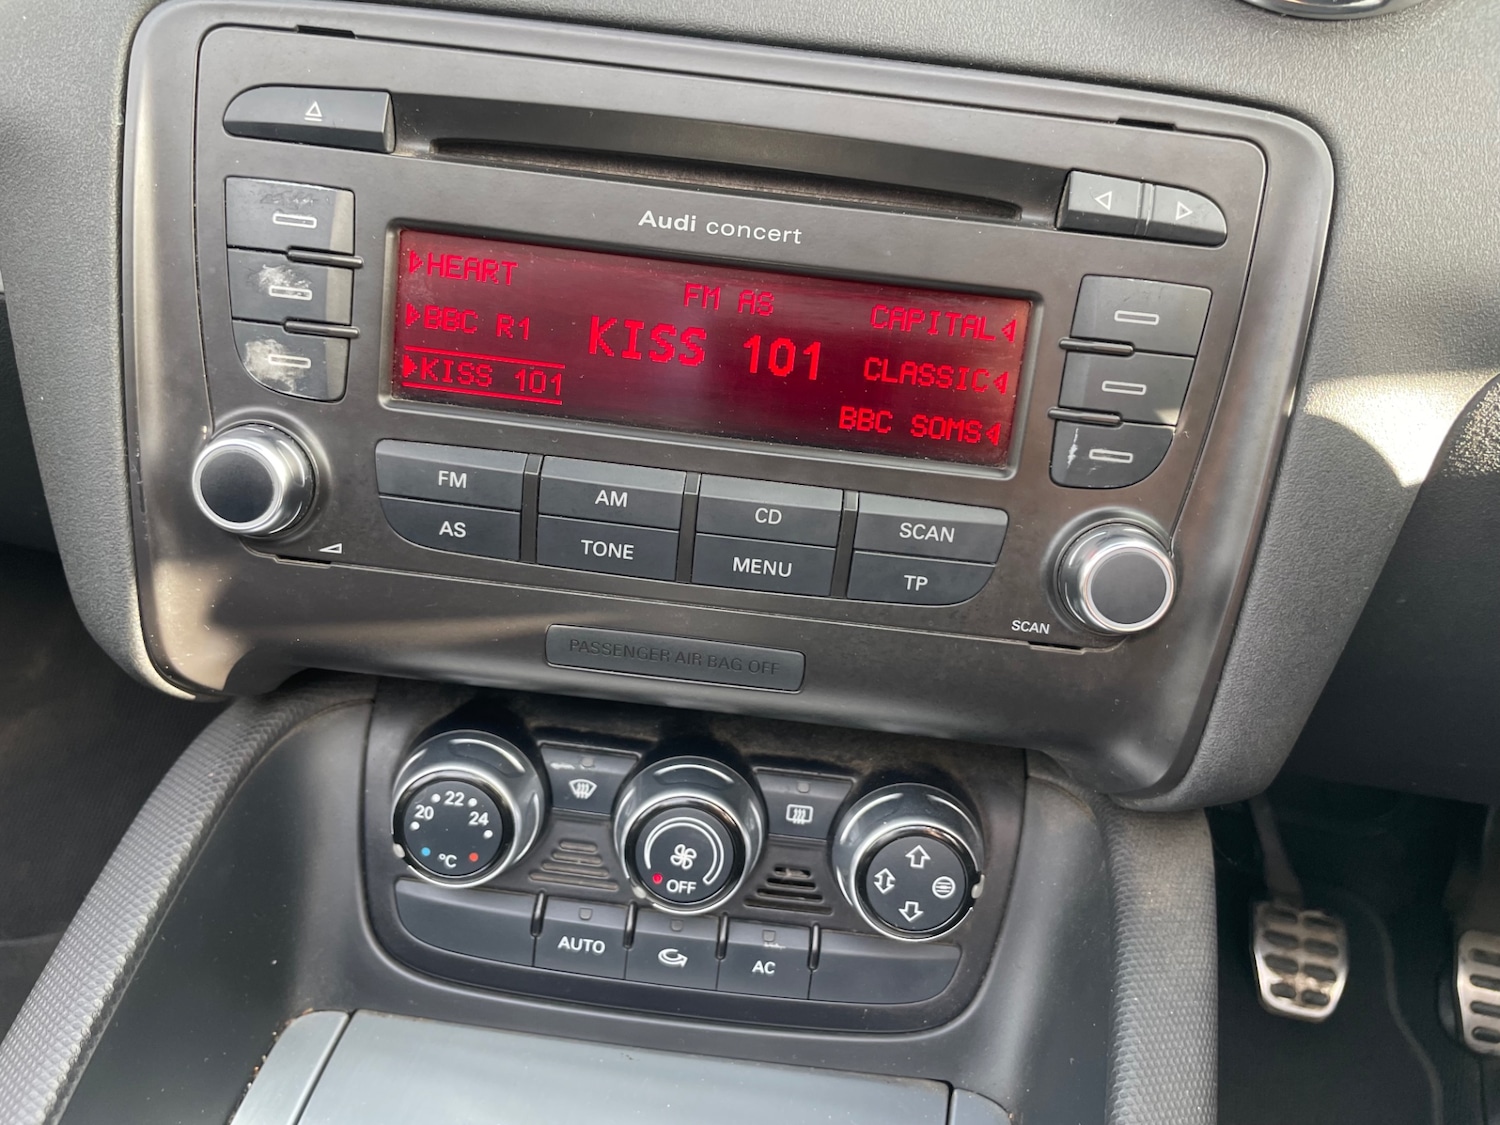 Audi concert
HEART
FM AS
CAPITAL
BBC R1
KISS 101
CLASSIC
KISS 101
BBC SOMS
FM
AM
CD
SCAN
AS
TONE
MENU
TP
SCAN
PASSENGER AIR BAG OFF
20 22 24
°C
OFF
AUTO
AC